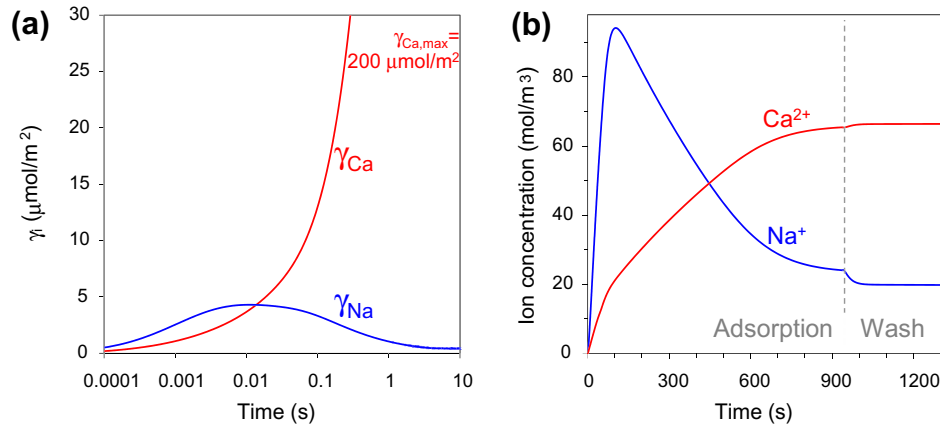 (a)
30
25
20
15
10
5
0
γi (μmol/m²)
γCa,max=
200 μmol/m²
γCa
γNa
0.0001 0.001 0.01 0.1 1 10
Time (s)
(b)
80
60
40
20
0
Ion concentration (mol/m³)
Ca²⁺
Na⁺
Adsorption Wash
0 300 600 900 1200
Time (s)